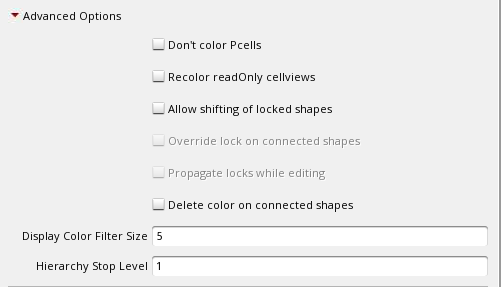 Advanced Options
Don't color Pcells
Recolor readOnly cellviews
Allow shifting of locked shapes
Override lock on connected shapes
Propagate locks while editing
Delete color on connected shapes
Display Color Filter Size 5
Hierarchy Stop Level 1